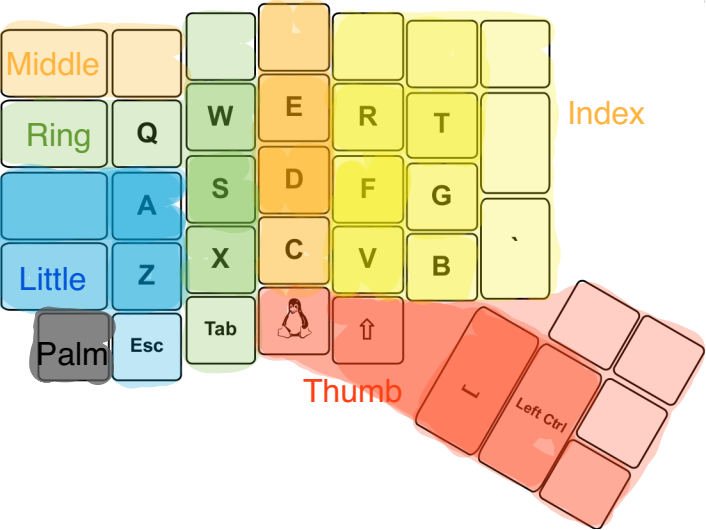 Middle
E
Index
Ring
Q
W
R
T
A
S
D
F
G
`
Little
Z
X
C
V
B
Palm
Esc
Tab
⇧
Thumb
[
Left Ctrl